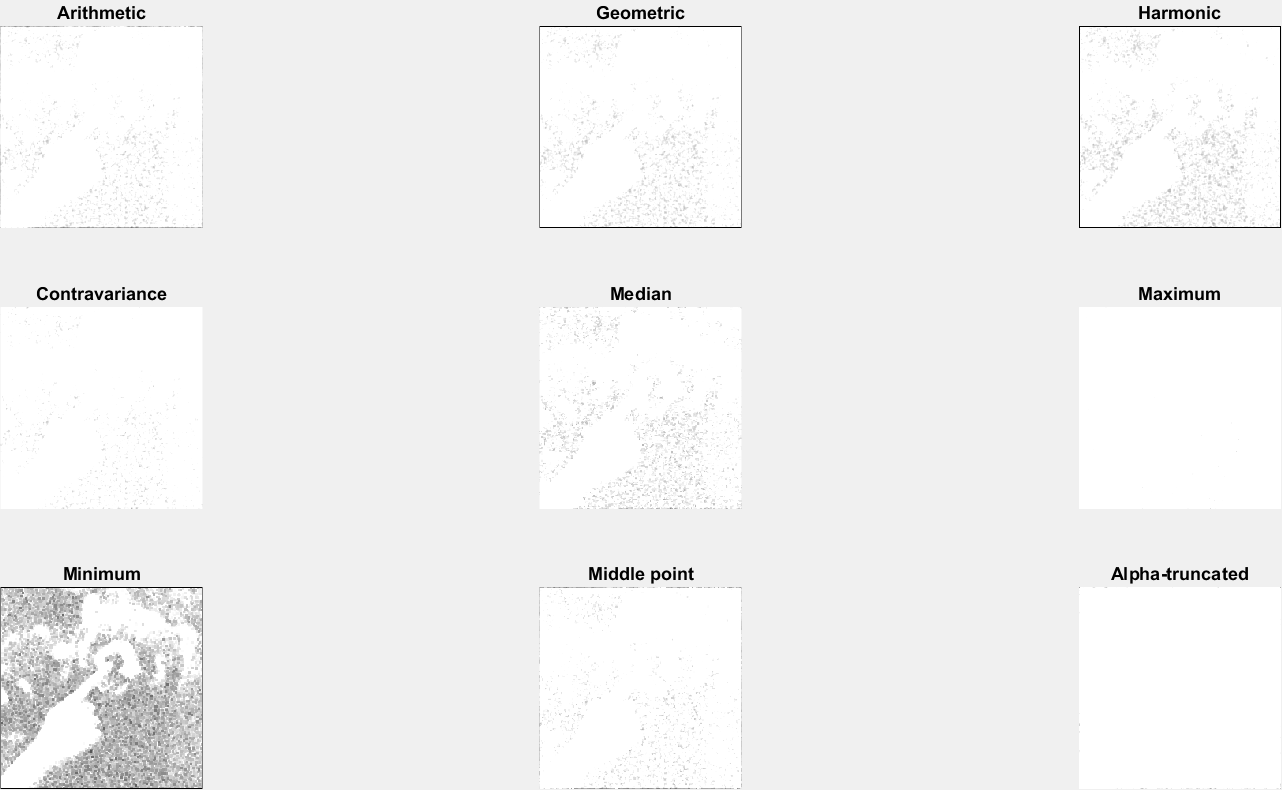 Arithmetic
Geometric
Harmonic
Contravariance
Median
Maximum
Minimum
Middle point
Alpha-truncated